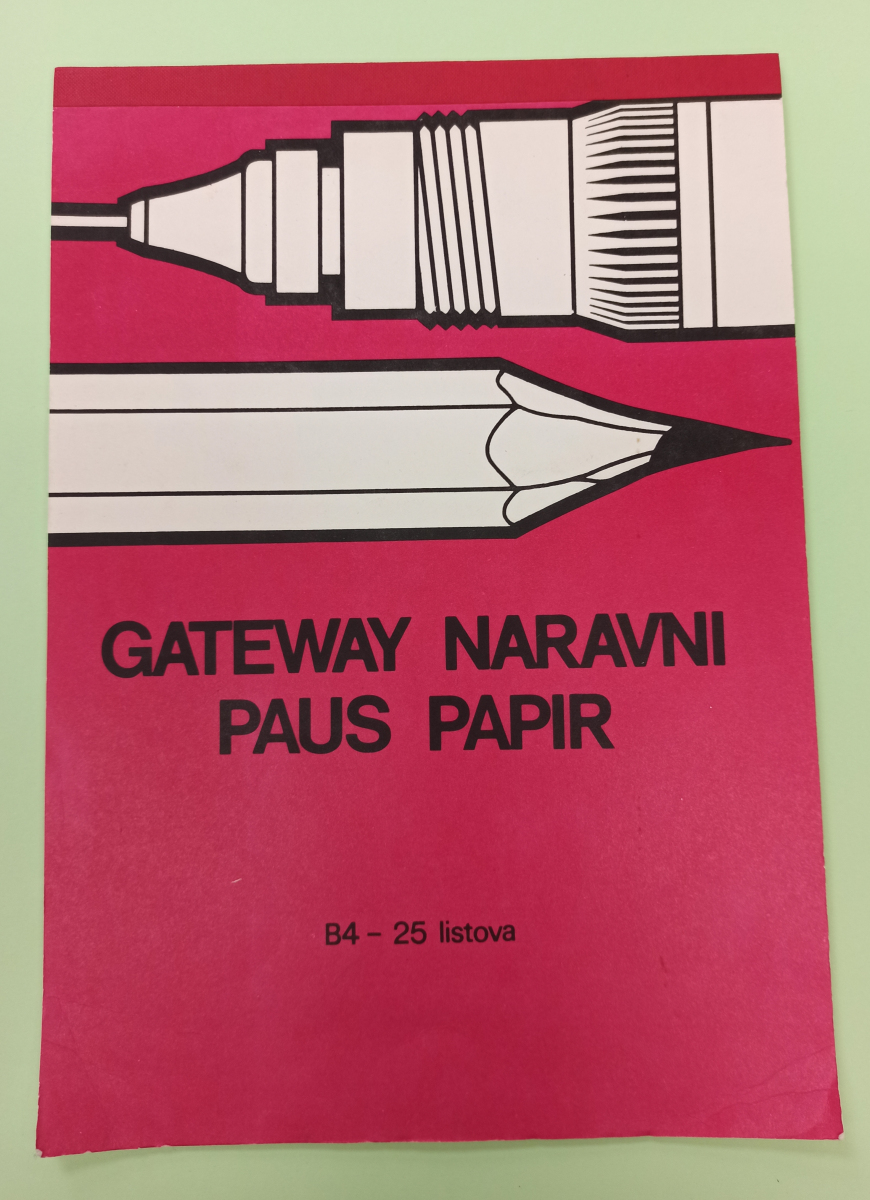 GATEWAY NARAVNI
PAUS PAPIR
B4 – 25 listova